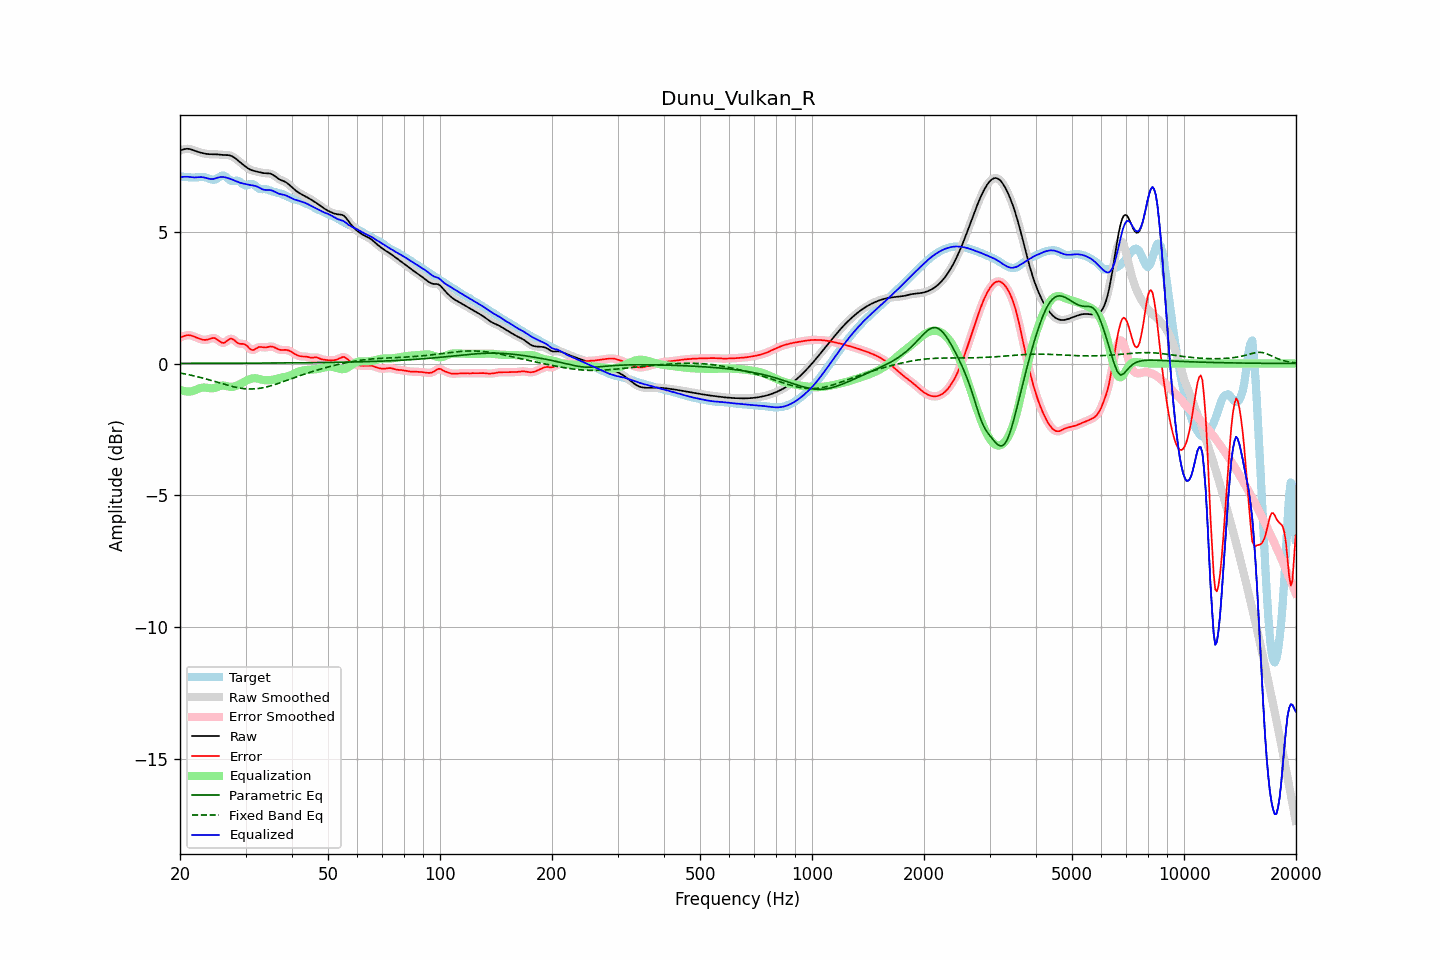 Dunu_Vulkan_R
Amplitude (dBr)
5
0
−5
−10
−15
Target
Raw Smoothed
Error Smoothed
Raw
Error
Equalization
Parametric Eq
Fixed Band Eq
Equalized
20 50 100 200 500 1000 2000 5000 10000 20000
Frequency (Hz)